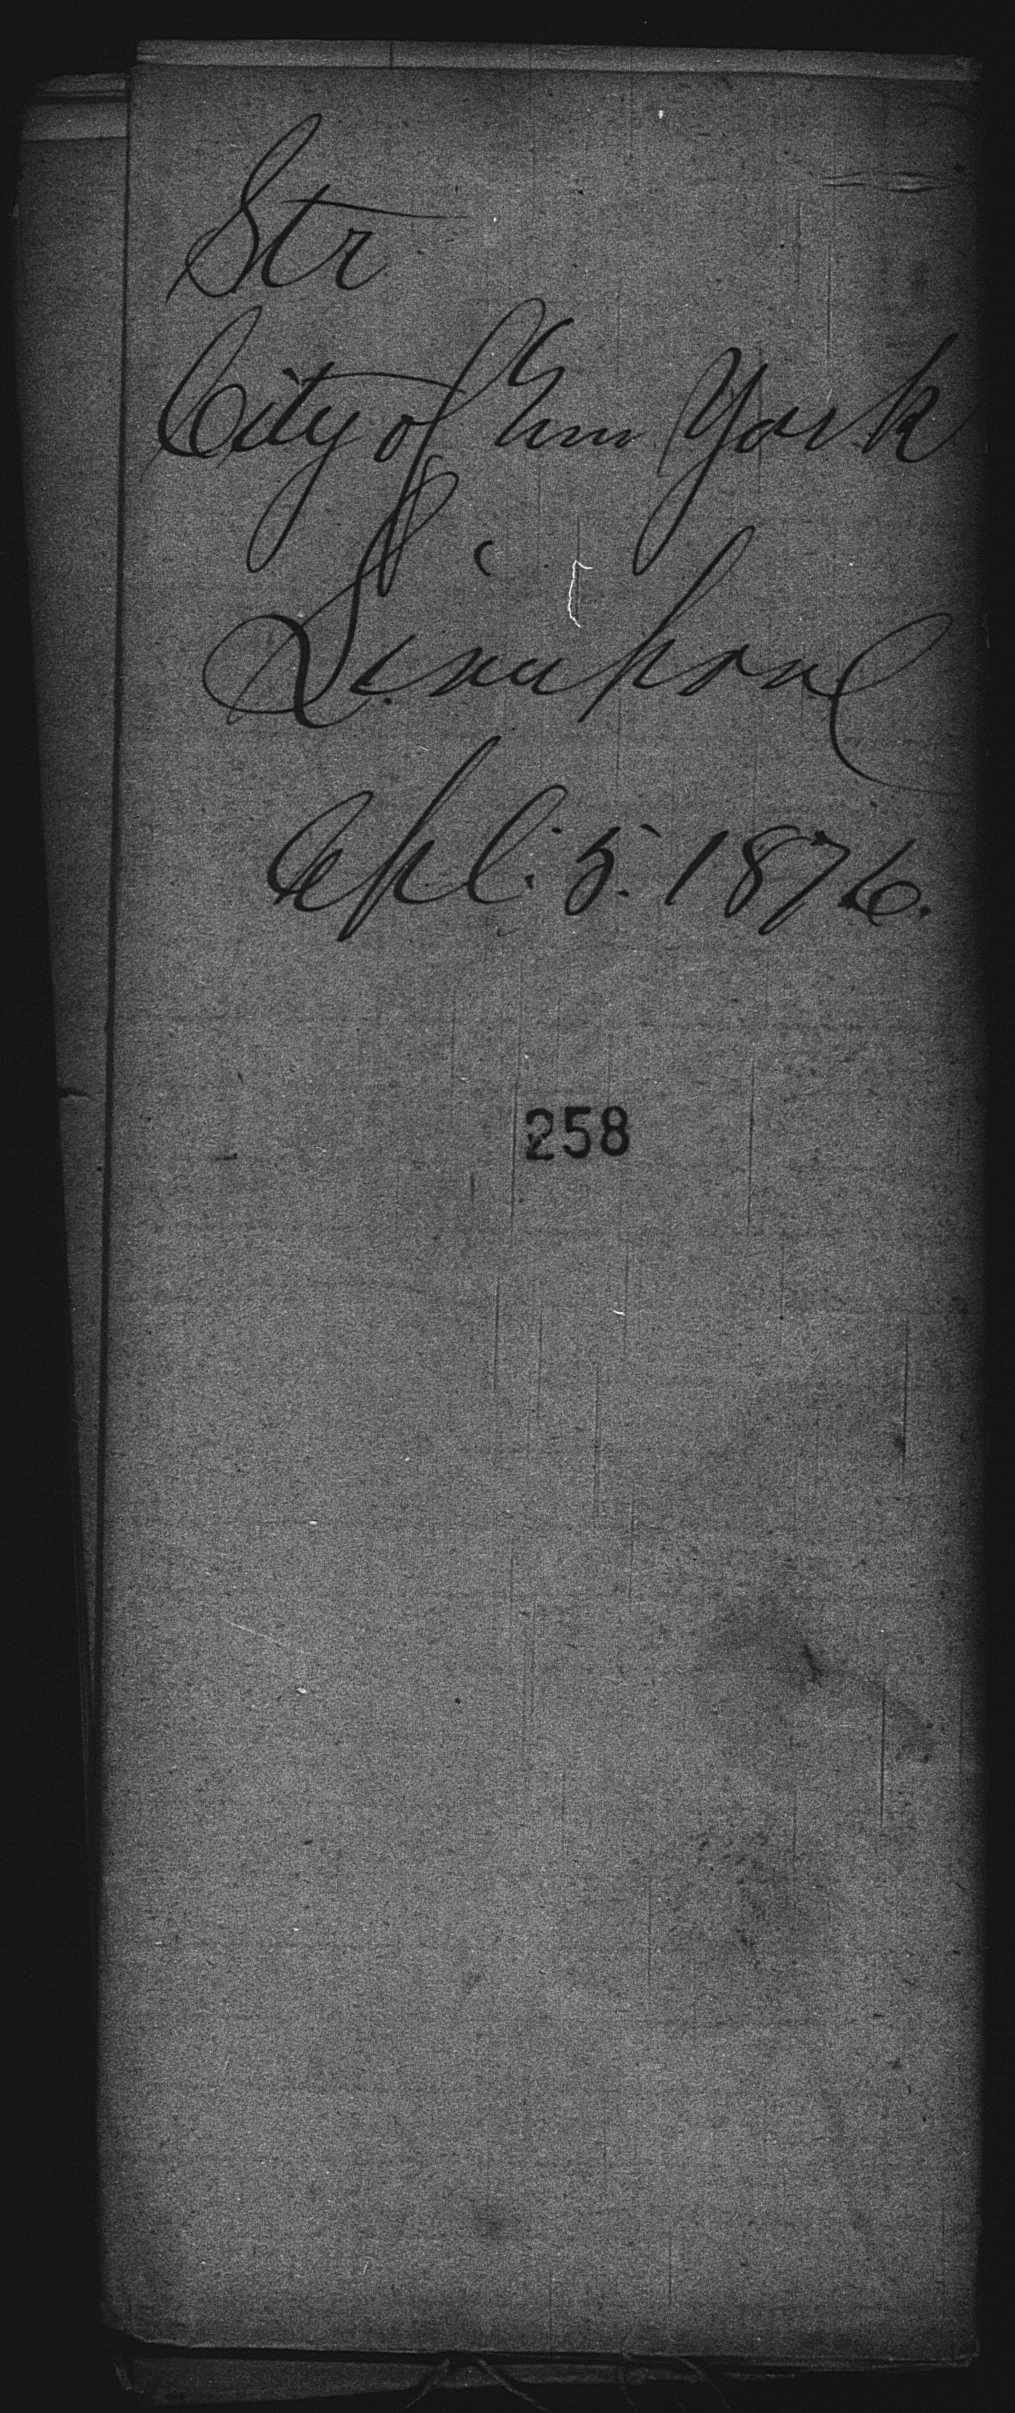 Str
City of New York
Liverpool
Apl. 5. 1876.
258